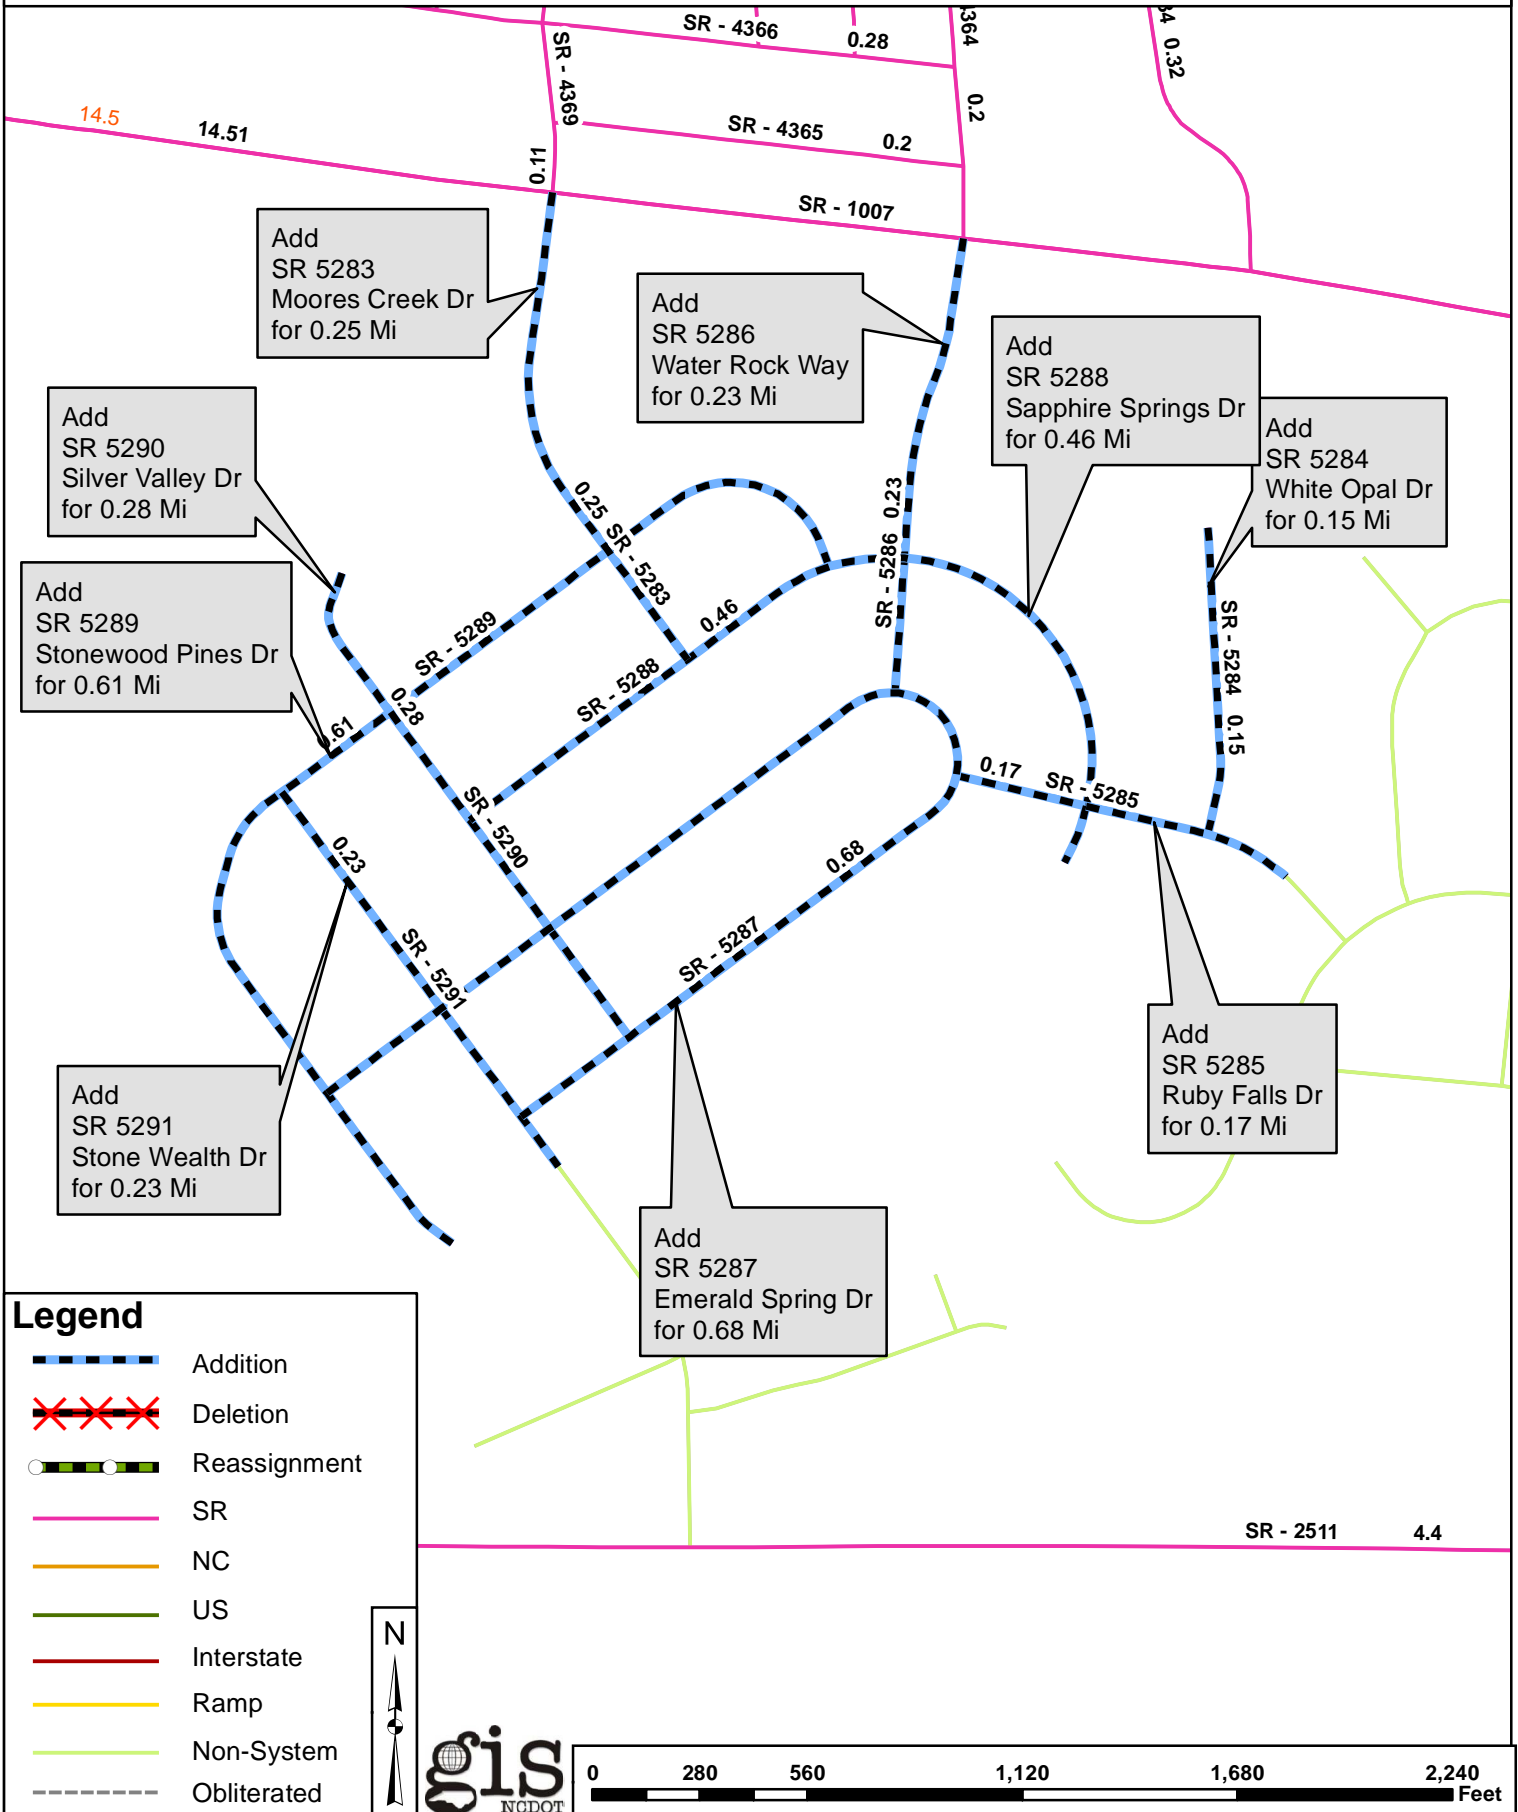 SR - 4366
0.28
4364
0.32
SR - 4369
0.2
14.5
14.51
SR - 4365
0.2
0.11
SR - 1007
Add
SR 5283
Moores Creek Dr
for 0.25 Mi
Add
SR 5286
Water Rock Way
for 0.23 Mi
Add
SR 5288
Sapphire Springs Dr
for 0.46 Mi
Add
SR 5284
White Opal Dr
for 0.15 Mi
Add
SR 5290
Silver Valley Dr
for 0.28 Mi
Add
SR 5289
Stonewood Pines Dr
for 0.61 Mi
0.25 SR - 5283
SR - 5286 0.23
SR - 5289
0.46
SR - 5288
SR - 5284 0.15
0.28
0.61
0.17
SR - 5285
SR - 5290
0.23
0.68
SR - 5291
SR - 5287
Add
SR 5285
Ruby Falls Dr
for 0.17 Mi
Add
SR 5291
Stone Wealth Dr
for 0.23 Mi
Add
SR 5287
Emerald Spring Dr
for 0.68 Mi
SR - 2511 4.4
Legend
Addition
Deletion
Reassignment
SR
NC
US
Interstate
Ramp
Non-System
Obliterated
N
gis
NCDOT
0 280 560 1,120 1,680 2,240
Feet